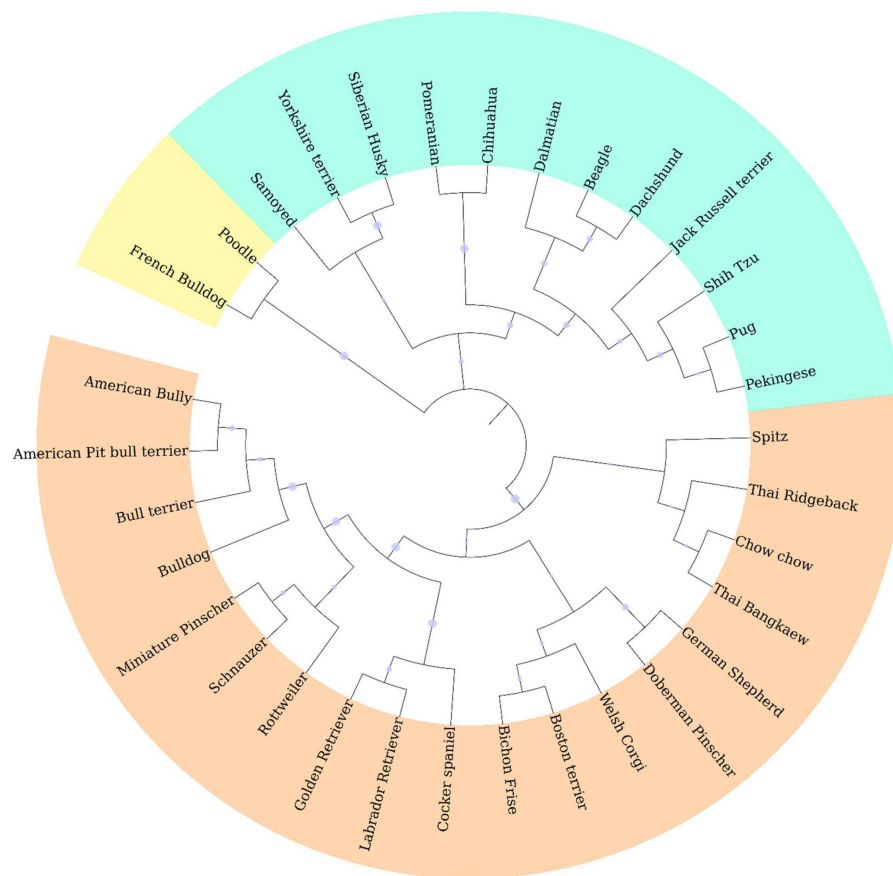 French Bulldog
Poodle
Samoyed
Yorkshire terrier
Siberian Husky
Pomeranian
Chihuahua
Dalmatian
Beagle
Dachshund
Jack Russell terrier
Shih Tzu
Pug
Pekingese
Spitz
Thai Ridgeback
Chow chow
Thai Bangkaew
German Shepherd
Doberman Pinscher
Welsh Corgi
Boston terrier
Bichon Frise
Cocker spaniel
Labrador Retriever
Golden Retriever
Rottweiler
Schnauzer
Miniature Pinscher
Bulldog
Bull terrier
American Pit bull terrier
American Bully